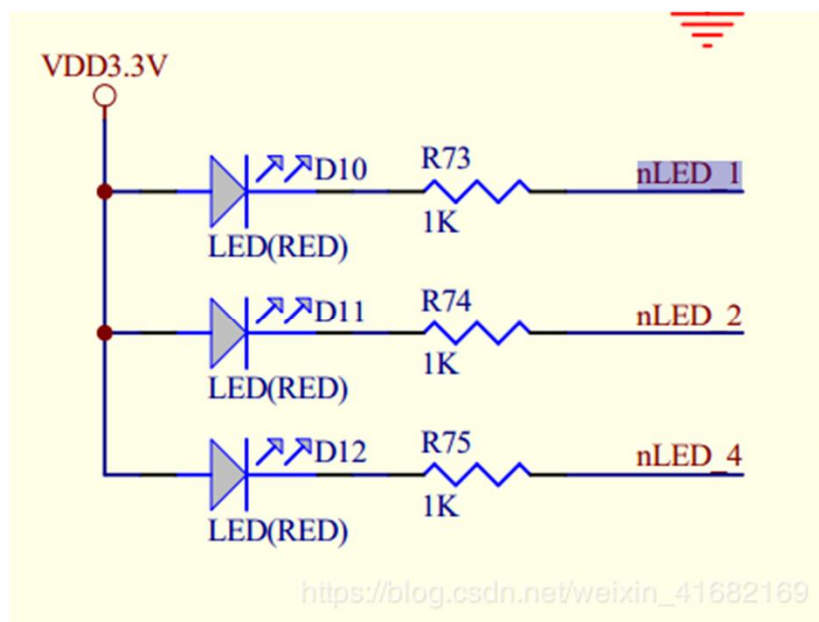 VDD3.3V
D10
R73
nLED_1
LED(RED)
1K
D11
R74
nLED_2
LED(RED)
1K
D12
R75
nLED_4
LED(RED)
1K
https://blog.csdn.net/weixin_41682169